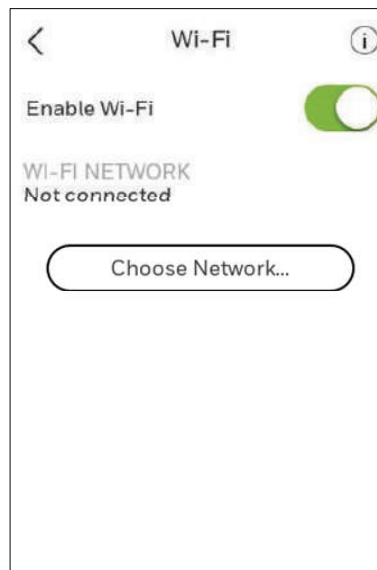 Wi-Fi
Enable Wi-Fi
WI-FI NETWORK
Not connected
Choose Network...